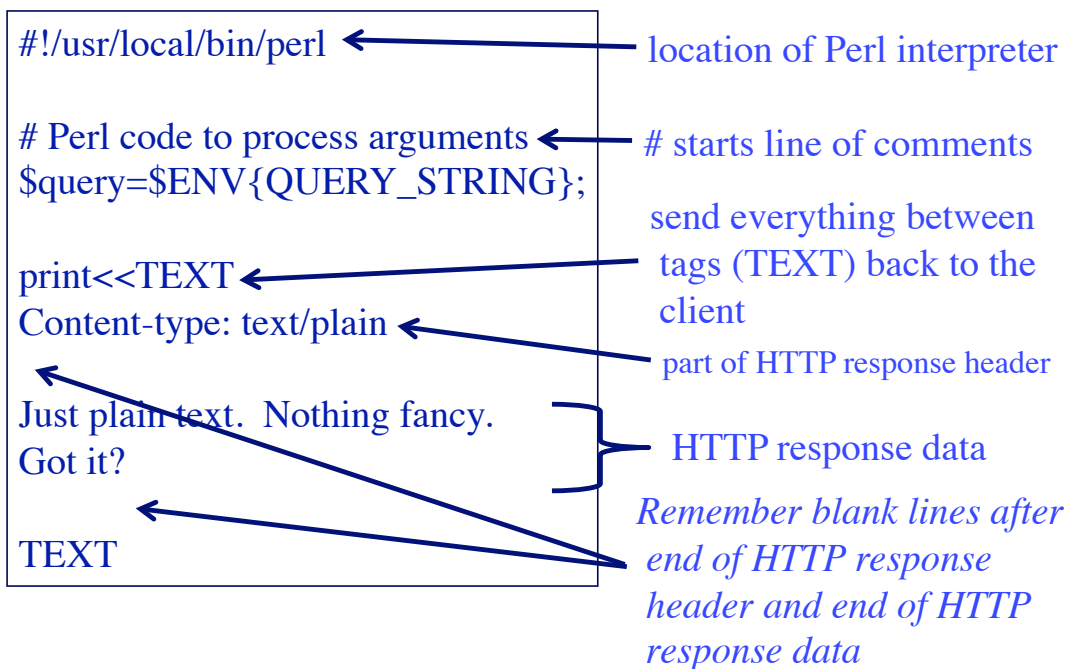 #!/usr/local/bin/perl
location of Perl interpreter
# Perl code to process arguments
# starts line of comments
$query=$ENV{QUERY_STRING};
send everything between
tags (TEXT) back to the
client
print<<TEXT
Content-type: text/plain
part of HTTP response header
Just plain text.  Nothing fancy.
Got it?
HTTP response data
TEXT
Remember blank lines after
end of HTTP response
header and end of HTTP
response data